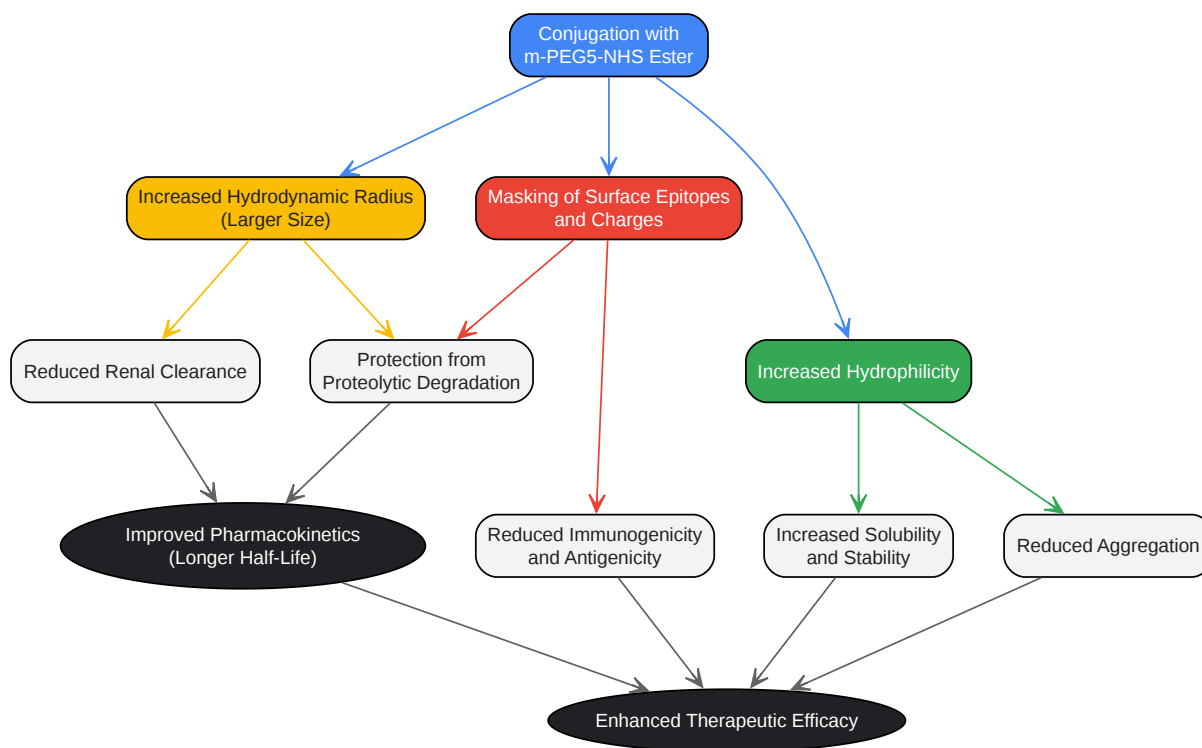 Conjugation with
m-PEG5-NHS Ester
Increased Hydrodynamic Radius
(Larger Size)
Masking of Surface Epitopes
and Charges
Reduced Renal Clearance
Protection from
Proteolytic Degradation
Increased Hydrophilicity
Improved Pharmacokinetics
(Longer Half-Life)
Reduced Immunogenicity
and Antigenicity
Increased Solubility
and Stability
Reduced Aggregation
Enhanced Therapeutic Efficacy